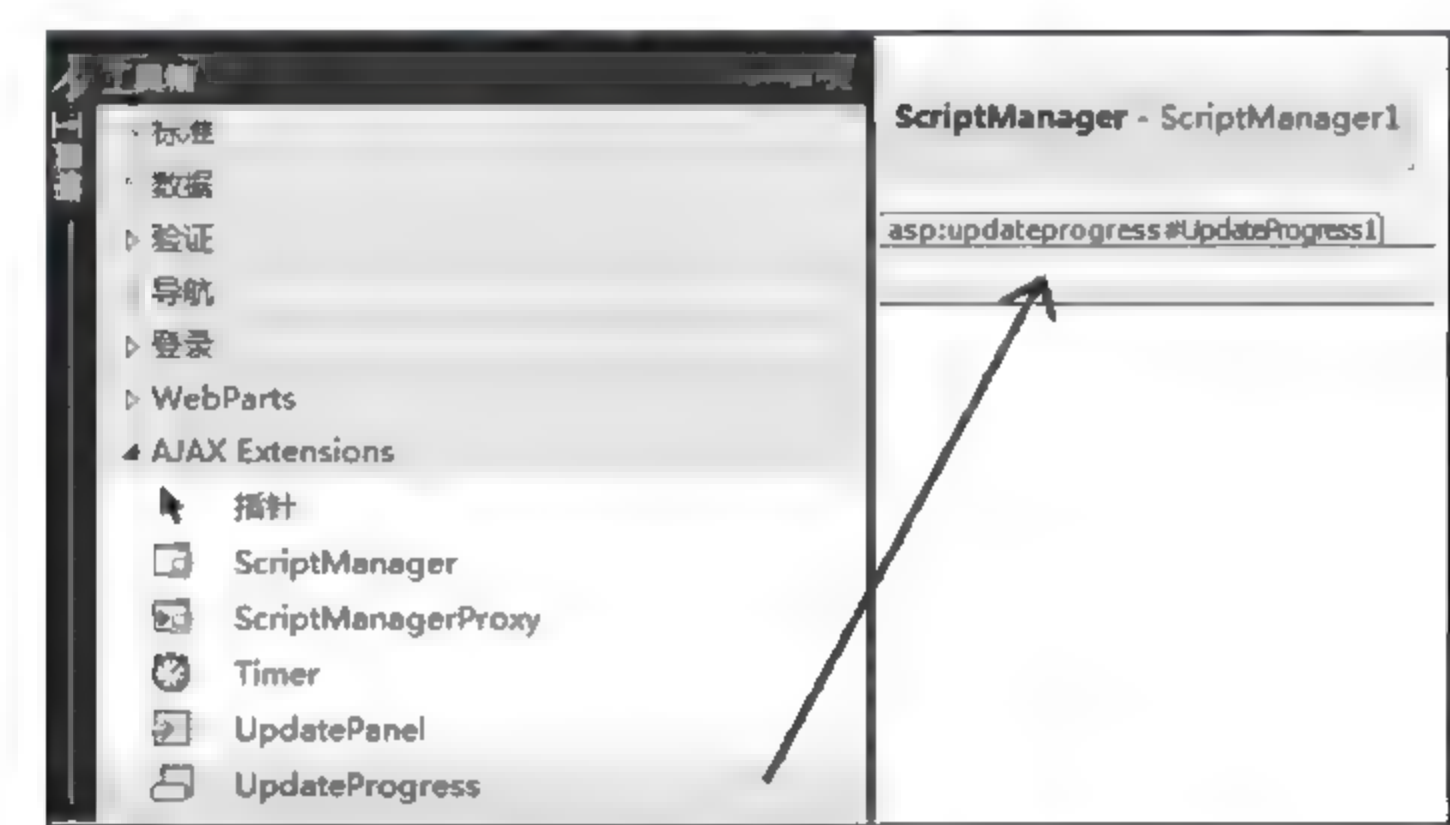 工具箱
标准
数据
验证
导航
登录
WebParts
AJAX Extensions
指针
ScriptManager
ScriptManagerProxy
Timer
UpdatePanel
UpdateProgress
ScriptManager - ScriptManager1
asp:updateprogress#UpdateProgress1